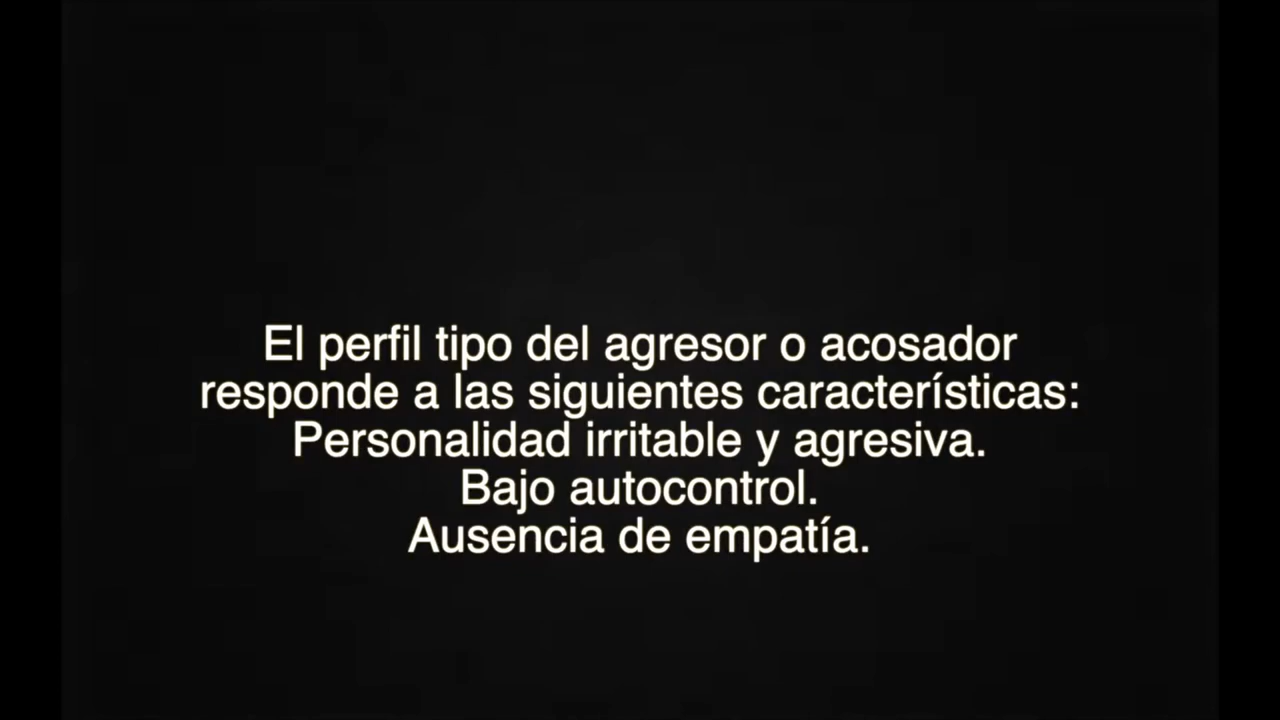 El perfil tipo del agresor o acosador
responde a las siguientes características:
Personalidad irritable y agresiva.
Bajo autocontrol.
Ausencia de empatía.